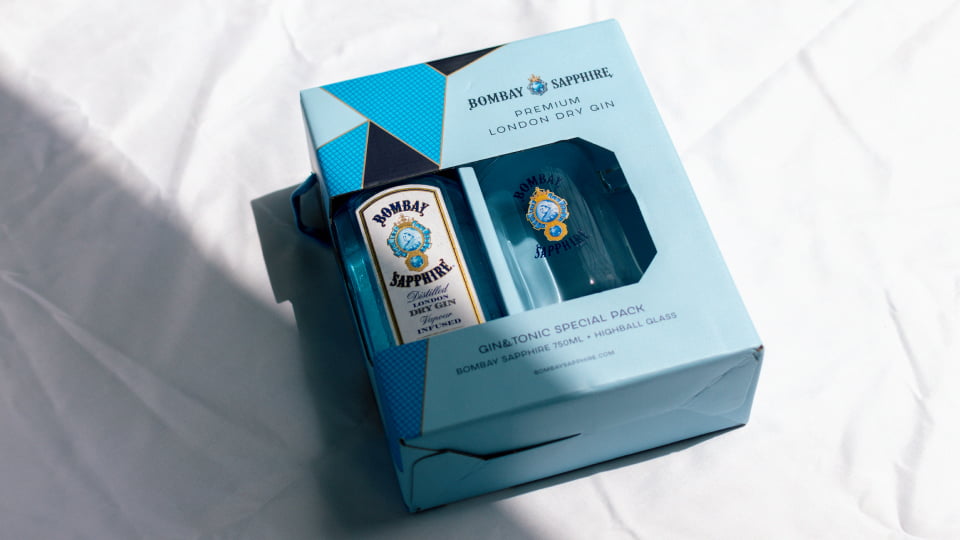 BOMBAY SAPPHIRE
PREMIUM
LONDON DRY GIN
BOMBAY
SAPPHIRE
Distilled
LONDON
DRY GIN
Vapour
INFUSED
BOMBAY
SAPPHIRE
GIN&TONIC SPECIAL PACK
BOMBAY SAPPHIRE 750ML + HIGHBALL GLASS
BOMBAYSAPPHIRE.COM